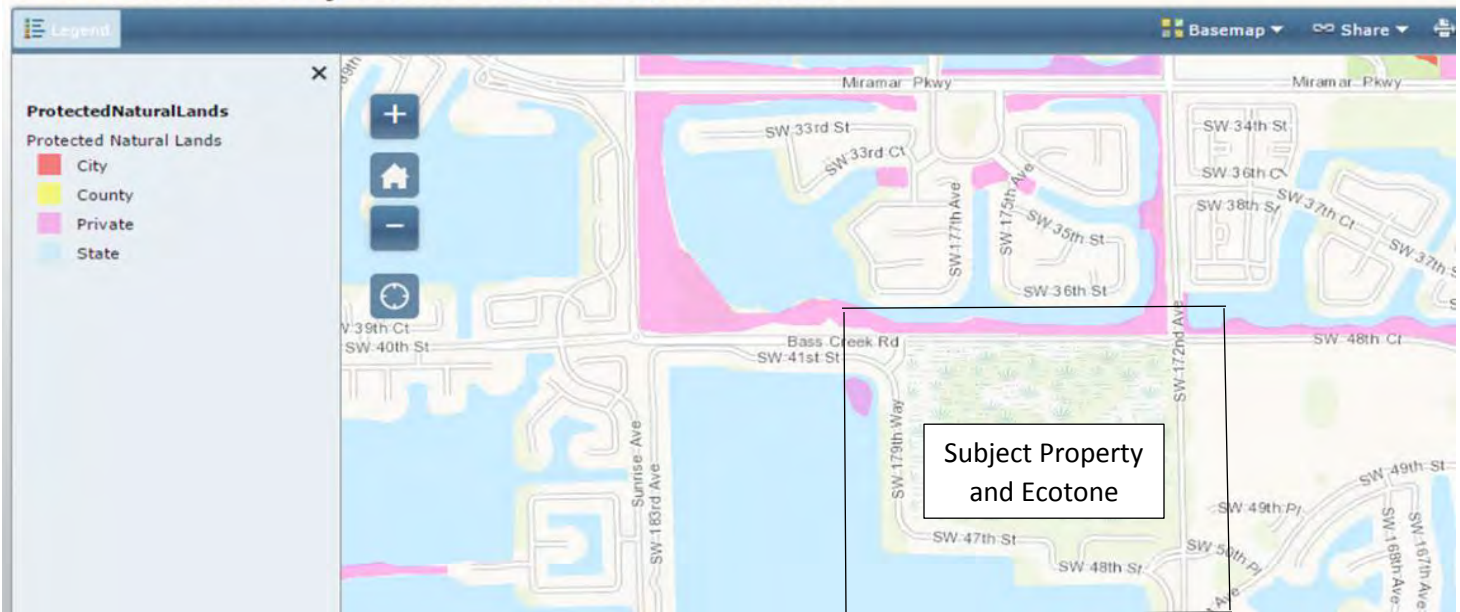 Legend
Basemap
Share
ProtectedNaturalLands
Protected Natural Lands
City
County
Private
State
Miramar Pkwy
Miramar Pkwy
SW 33rd St
SW 33rd Ct
SW 34th St
SW 36th Ct
SW 38th St
SW 37th Ct
SW 37th
SW 177th Ave
SW 175th Ave
SW 35th St
SW 36th St
39th Ct
SW 40th St
Bass Creek Rd
SW 41st St
SW 172nd Ave
SW 48th Ct
Sunrise Ave
SW 183rd Ave
SW 179th Way
Subject Property
and Ecotone
SW 47th St
SW 48th St
SW 49th St
SW 49th Pl
SW 50th Pl
SW 168th Ave
SW 167th Ave